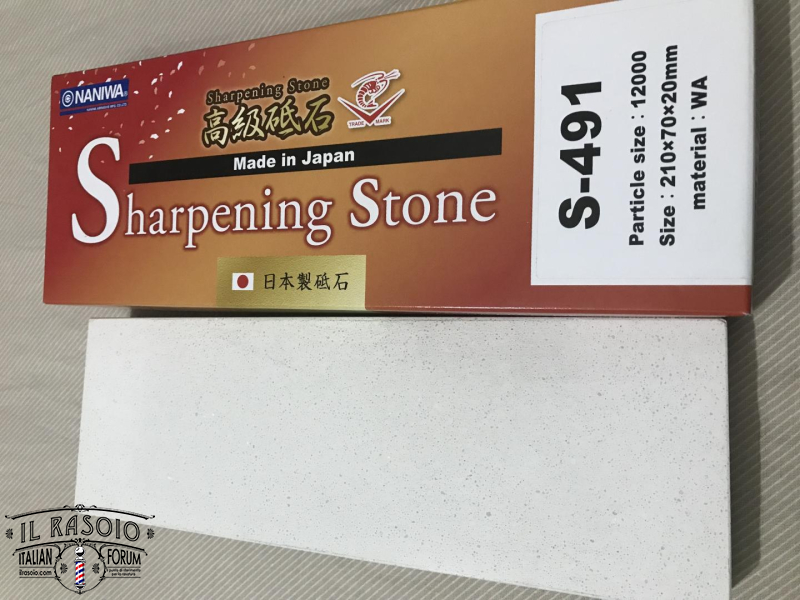 NANIWA
Sharpening Stone
高級砥石
TRADE MARK
Made in Japan
Sharpening Stone
日本製砥石
S-491
Particle size：12000
Size：210×70×20mm
material：WA
IL RASOIO
ITALIAN FORUM
ilrasoio.com